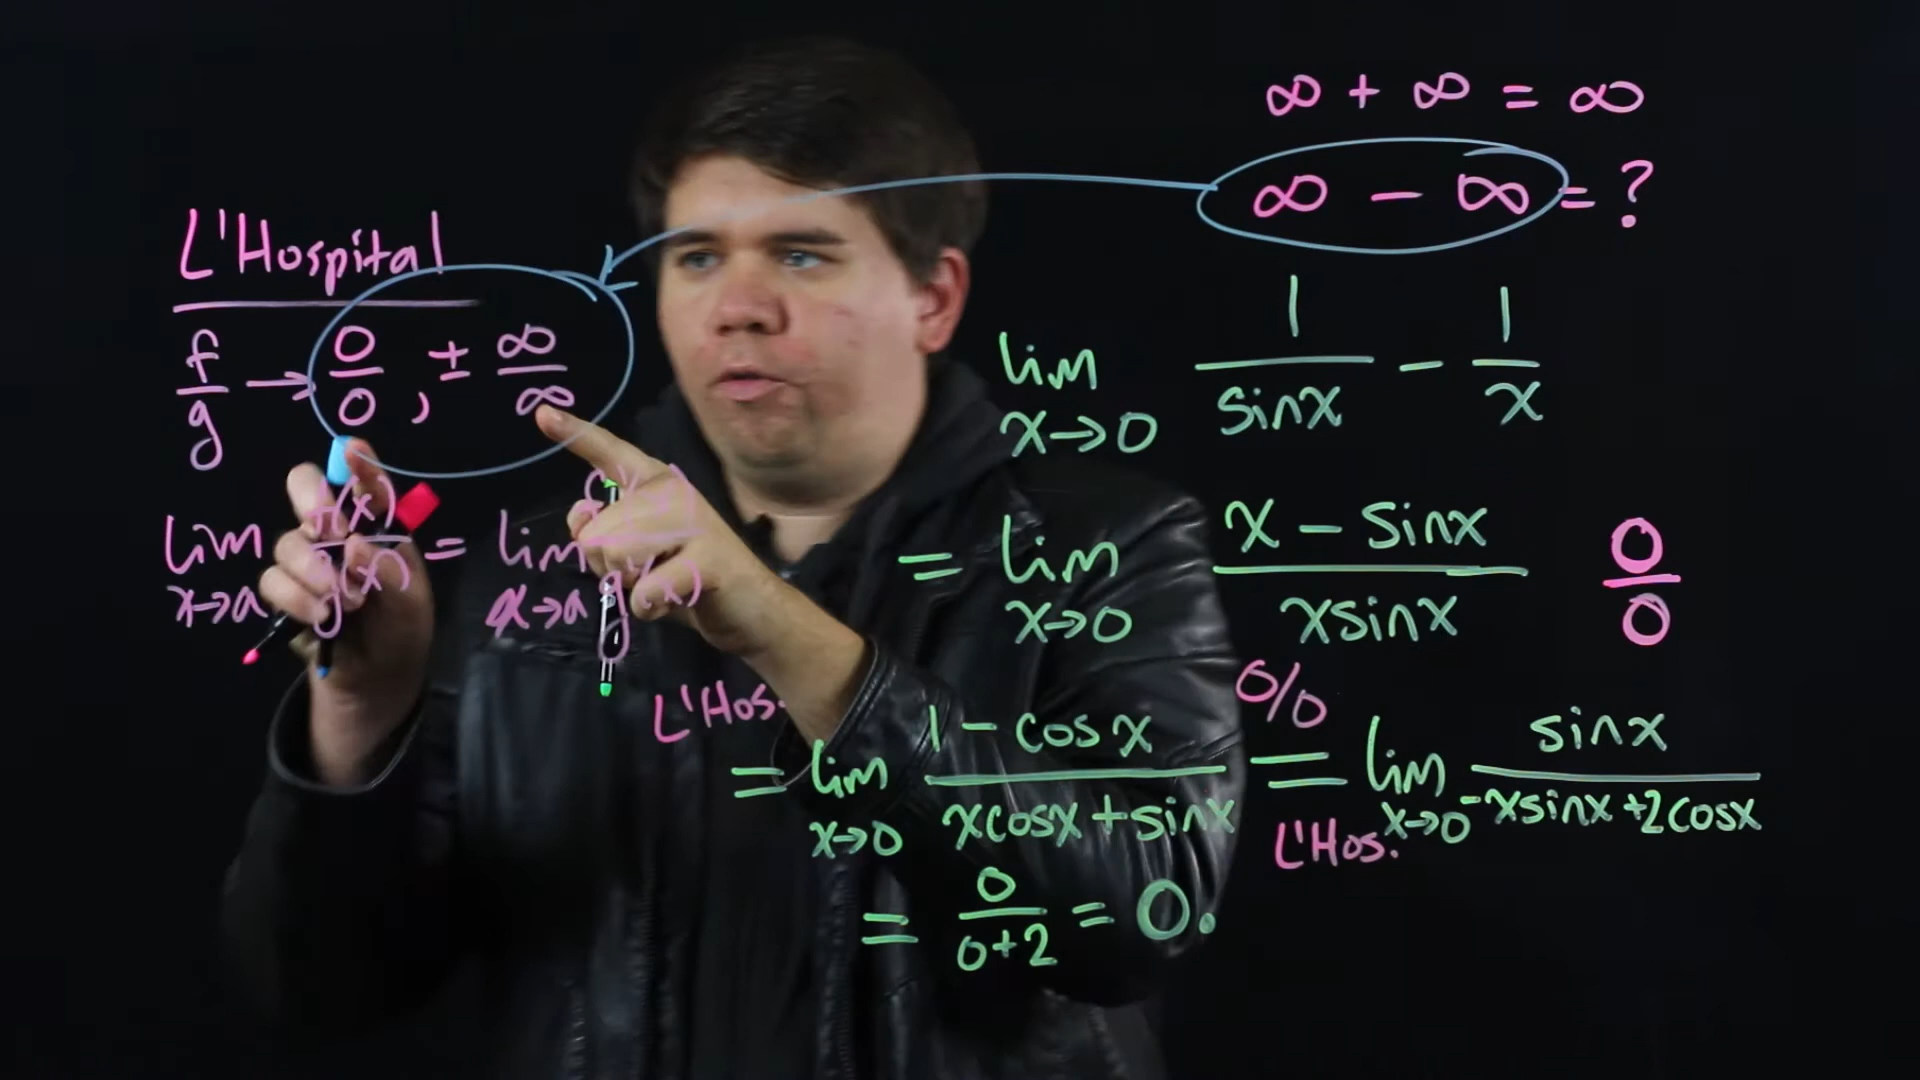 ∞ + ∞ = ∞
∞ - ∞ = ?
L'Hospital
f/g → 0/0, ± ∞/∞
lim x→a f(x)/g(x) = lim x→a f'(x)/g'(x)
lim x→0 1/sinx - 1/x
= lim x→0 (x - sinx)/(xsinx) 0/0
L'Hos. 0/0
= lim x→0 (1 - cosx)/(xcosx + sinx) = lim x→0 sinx/(-xsinx + 2cosx)
L'Hos.
= 0/(0+2) = 0.